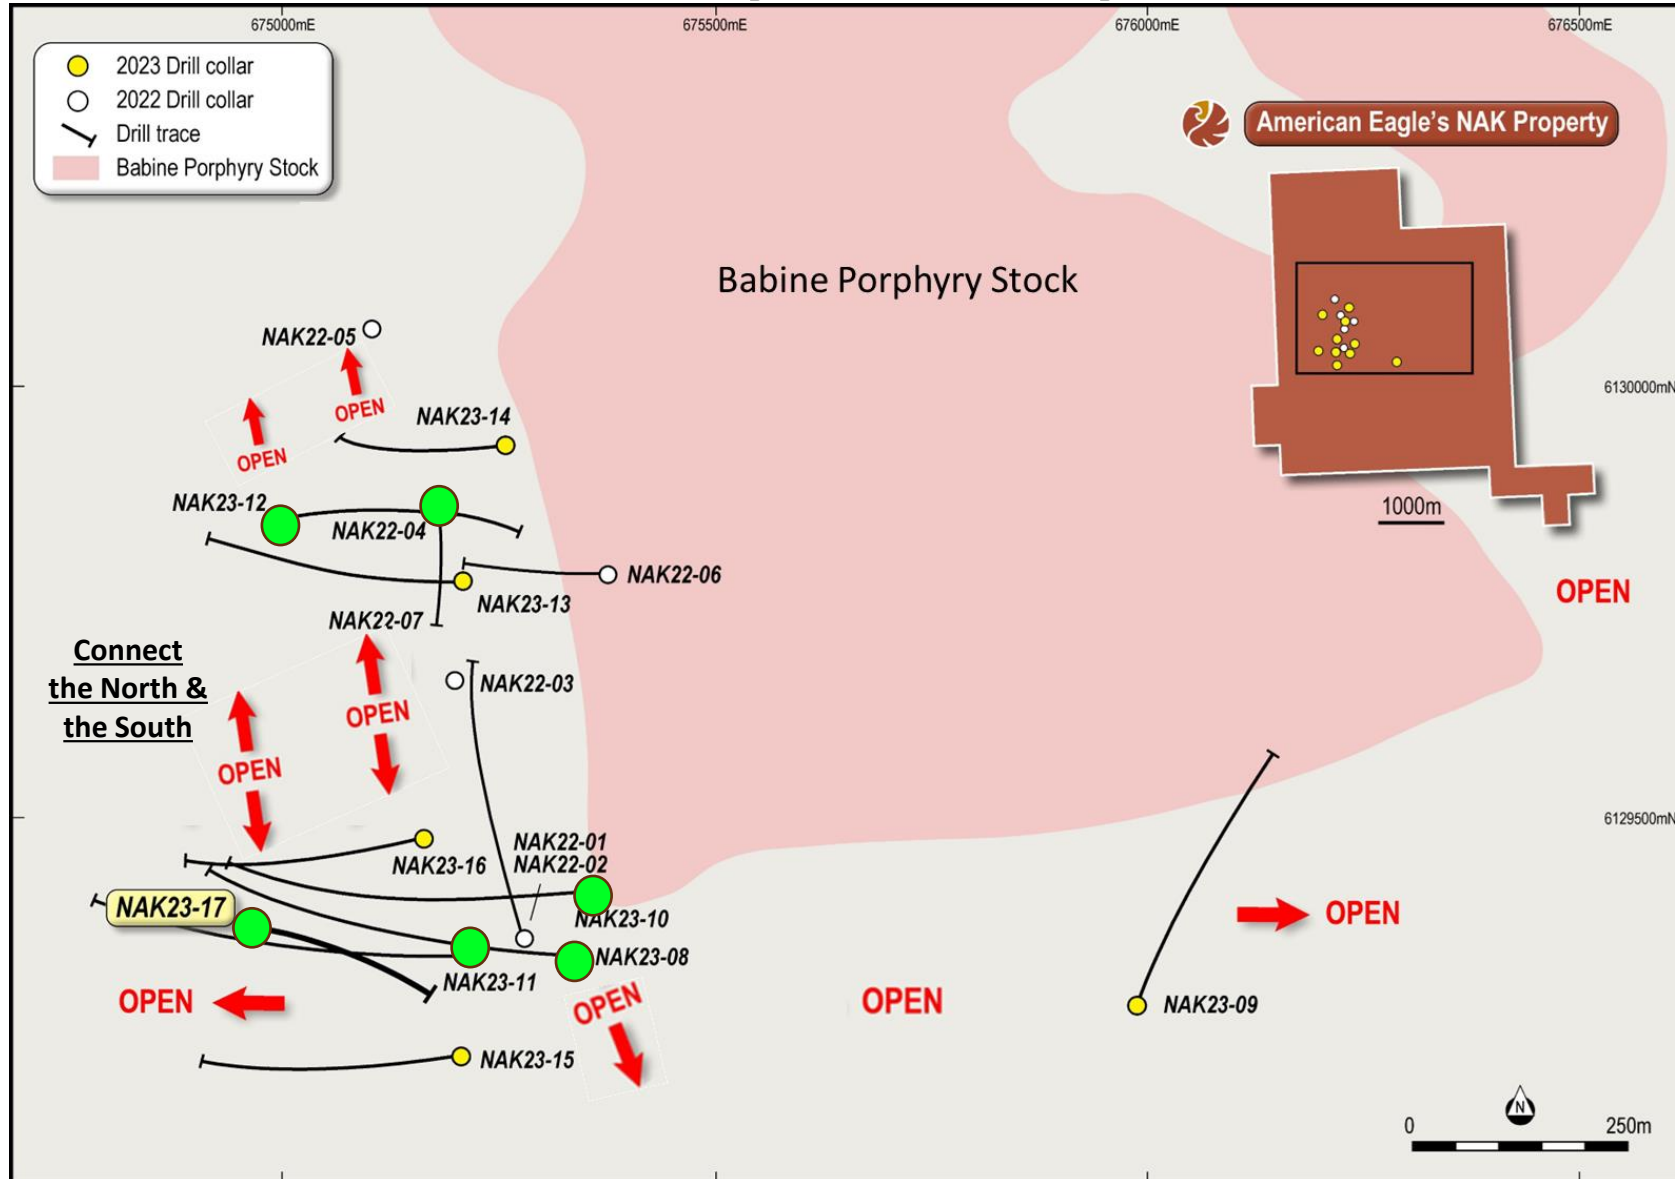 675000mE
675500mE
676000mE
676500mE
2023 Drill collar
2022 Drill collar
Drill trace
Babine Porphyry Stock
American Eagle's NAK Property
Babine Porphyry Stock
NAK22-05
6130000mN
OPEN
OPEN
NAK23-14
NAK23-12
NAK22-04
1000m
NAK22-06
NAK23-13
OPEN
NAK22-07
Connect
the North &
the South
NAK22-03
OPEN
OPEN
6129500mN
NAK22-01
NAK22-02
NAK23-16
NAK23-17
NAK23-10
OPEN
NAK23-08
NAK23-11
OPEN
OPEN
OPEN
NAK23-09
NAK23-15
N
0
250m